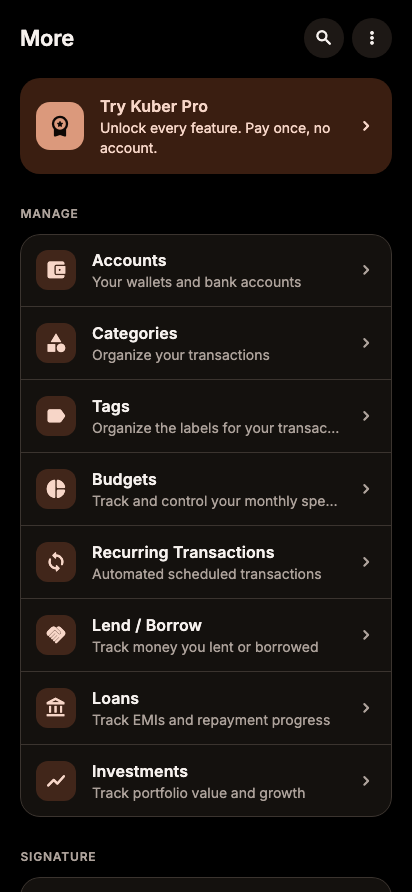 More
Try Kuber Pro
Unlock every feature. Pay once, no
account.
MANAGE
Accounts
Your wallets and bank accounts
Categories
Organize your transactions
Tags
Organize the labels for your transac...
Budgets
Track and control your monthly spe...
Recurring Transactions
Automated scheduled transactions
Lend / Borrow
Track money you lent or borrowed
Loans
Track EMIs and repayment progress
Investments
Track portfolio value and growth
SIGNATURE